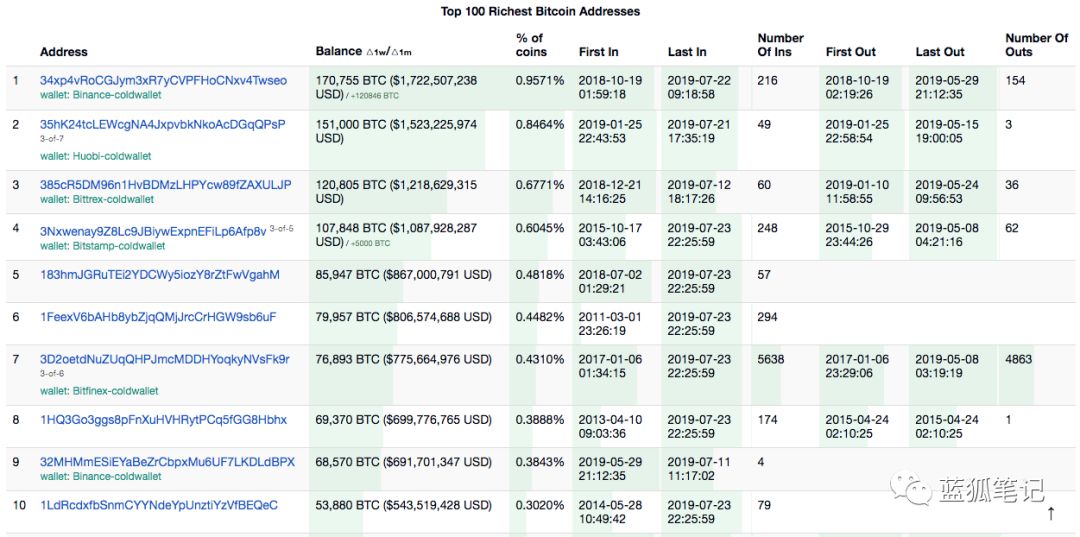 Top 100 Richest Bitcoin Addresses
Address Balance △1w/△1m % of coins First In Last In Number Of Ins First Out Last Out Number Of Outs
1 34xp4vRoCGJym3xR7yCVPFHoCNxv4Twseo 170,755 BTC ($1,722,507,238 0.9571% 2018-10-19 2019-07-22 216 2018-10-19 2019-05-29 154
wallet: Binance-coldwallet USD) / +120846 BTC 01:59:18 09:18:58 02:19:26 21:12:35
2 35hK24tcLEWcgNA4JxpvbkNkoAcDGqQPsP 151,000 BTC ($1,523,225,974 0.8464% 2019-01-25 2019-07-21 49 2019-01-25 2019-05-15 3
3-of-7 USD) 22:43:53 17:35:19 22:58:54 19:00:05
wallet: Huobi-coldwallet
3 385cR5DM96n1HvBDMzLHPYcw89fZAXULJP 120,805 BTC ($1,218,629,315 0.6771% 2018-12-21 2019-07-12 60 2019-01-10 2019-05-24 36
wallet: Bittrex-coldwallet USD) 14:16:25 18:17:26 11:58:55 09:56:53
4 3Nxwenay9Z8Lc9JBiywExpnEFiLp6Afp8v 3-of-5 107,848 BTC ($1,087,928,287 0.6045% 2015-10-17 2019-07-23 248 2015-10-29 2019-05-08 62
wallet: Bitstamp-coldwallet USD) / +5000 BTC 03:43:06 22:25:59 23:44:26 04:21:16
5 183hmJGRuTEi2YDCWy5iozY8rZtFwVgahM 85,947 BTC ($867,000,791 USD) 0.4818% 2018-07-02 2019-07-23 57
01:29:21 22:25:59
6 1FeexV6bAHb8ybZjqQMjJrcCrHGW9sb6uF 79,957 BTC ($806,574,688 USD) 0.4482% 2011-03-01 2019-07-23 294
23:26:19 22:25:59
7 3D2oetdNuZUqQHPJmcMDDHYoqkyNVsFk9r 76,893 BTC ($775,664,976 USD) 0.4310% 2017-01-06 2019-07-23 5638 2017-01-06 2019-05-08 4863
3-of-6 01:34:15 22:25:59 23:29:06 03:19:19
wallet: Bitfinex-coldwallet
8 1HQ3Go3ggs8pFnXuHVHRytPCq5fGG8Hbhx 69,370 BTC ($699,776,765 USD) 0.3888% 2013-04-10 2019-07-23 174 2015-04-24 2015-04-24 1
09:03:36 22:25:59 02:10:25 02:10:25
9 32MHMmESiEYaBeZrCbpxMu6UF7LKDLdBPX 68,570 BTC ($691,701,347 USD) 0.3843% 2019-05-29 2019-07-11 4
wallet: Binance-coldwallet 21:12:35 11:17:02
10 1LdRcdxfbSnmCYYNdeYpUnztiYzVfBEQeC 53,880 BTC ($543,519,428 USD) 0.3020% 2014-05-28 2019-07-23 79
10:49:42 22:25:59
蓝狐笔记
↑